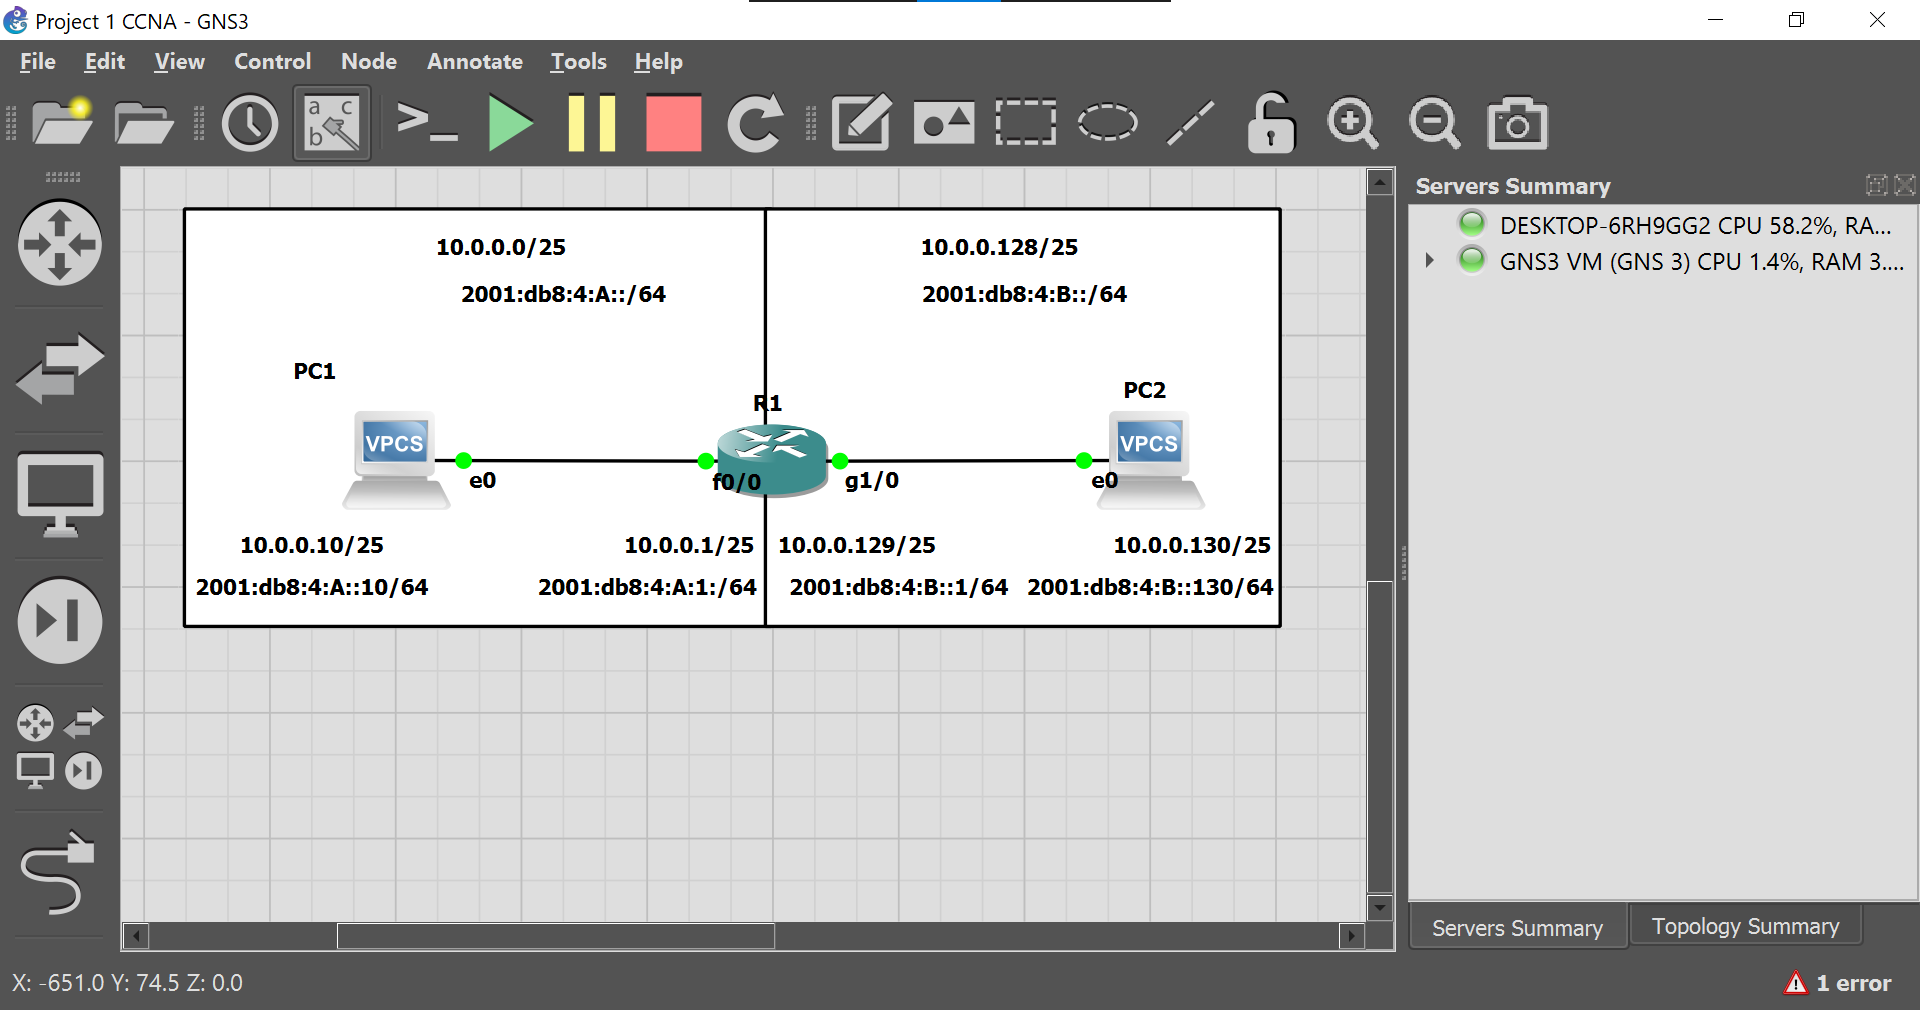 Project 1 CCNA - GNS3
File Edit View Control Node Annotate Tools Help
a c
b
>_
Servers Summary
DESKTOP-6RH9GG2 CPU 58.2%, RA...
GNS3 VM (GNS 3) CPU 1.4%, RAM 3....
10.0.0.0/25
10.0.0.128/25
2001:db8:4:A::/64
2001:db8:4:B::/64
PC1
PC2
R1
VPCS
VPCS
e0
f0/0
g1/0
e0
10.0.0.10/25
10.0.0.1/25
10.0.0.129/25
10.0.0.130/25
2001:db8:4:A::10/64
2001:db8:4:A:1:/64
2001:db8:4:B::1/64
2001:db8:4:B::130/64
Servers Summary
Topology Summary
X: -651.0 Y: 74.5 Z: 0.0
1 error